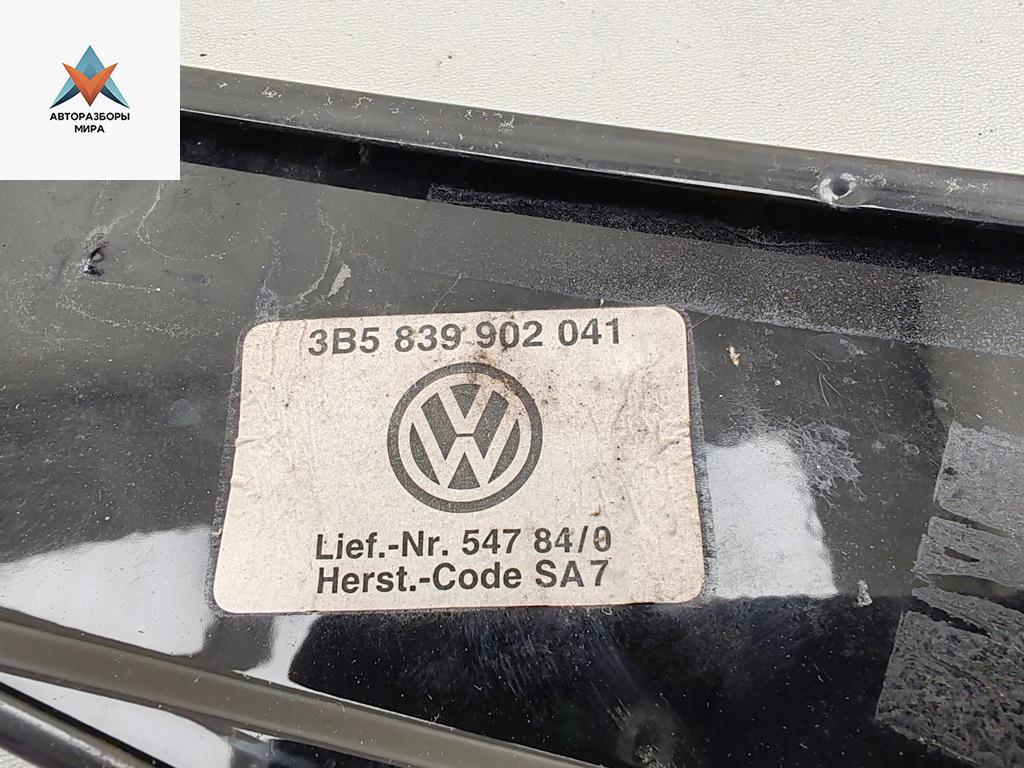 АВТОРАЗБОРЫ
МИРА
3B5 839 902 041
Lief.-Nr. 547 84/0
Herst.-Code SA7